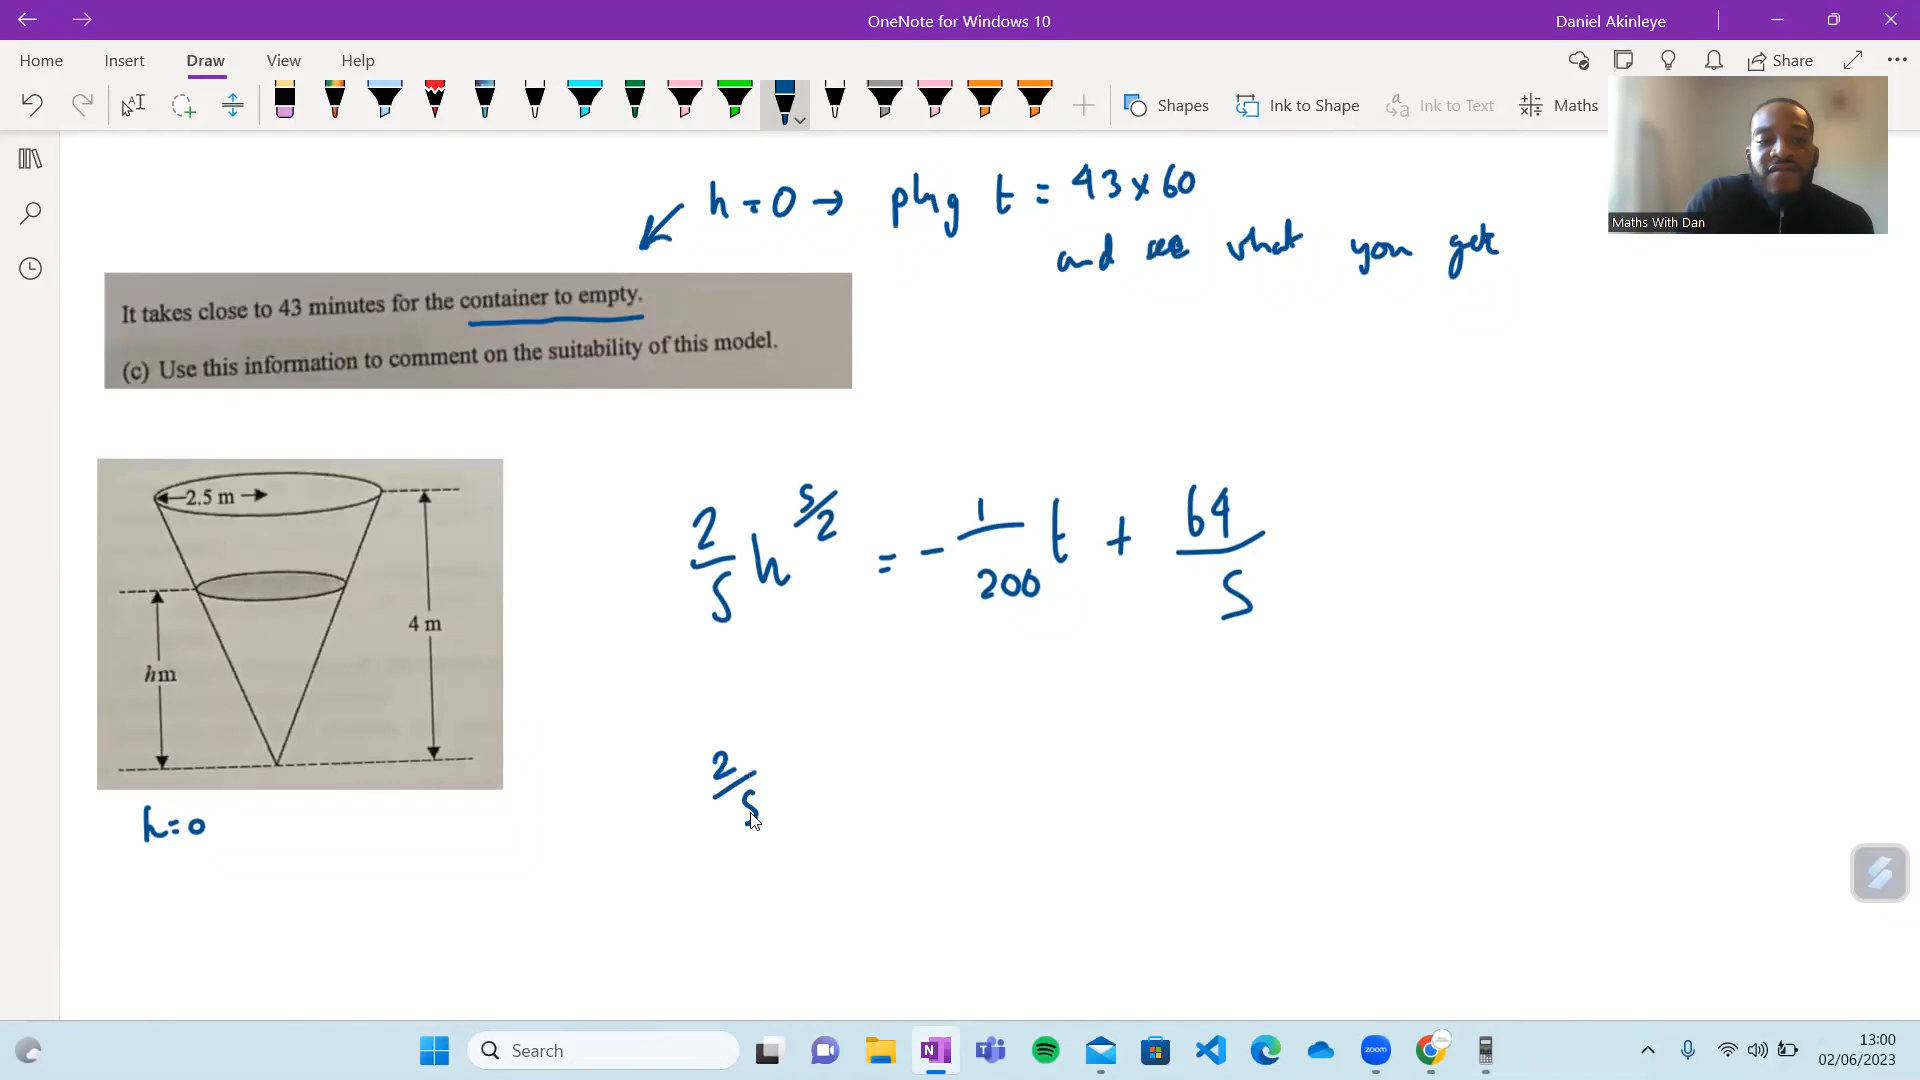 OneNote for Windows 10
Daniel Akinleye
Home Insert Draw View Help
Share
Shapes Ink to Shape Ink to Text Maths
Maths With Dan
h = 0 → plug t = 43 × 60
and see what you get
It takes close to 43 minutes for the container to empty.
(c) Use this information to comment on the suitability of this model.
2.5 m
4 m
hm
h=0
2/5 h^5/2 = - 1/200 t + 64/5
2/5
Search
zoom
13:00
02/06/2023